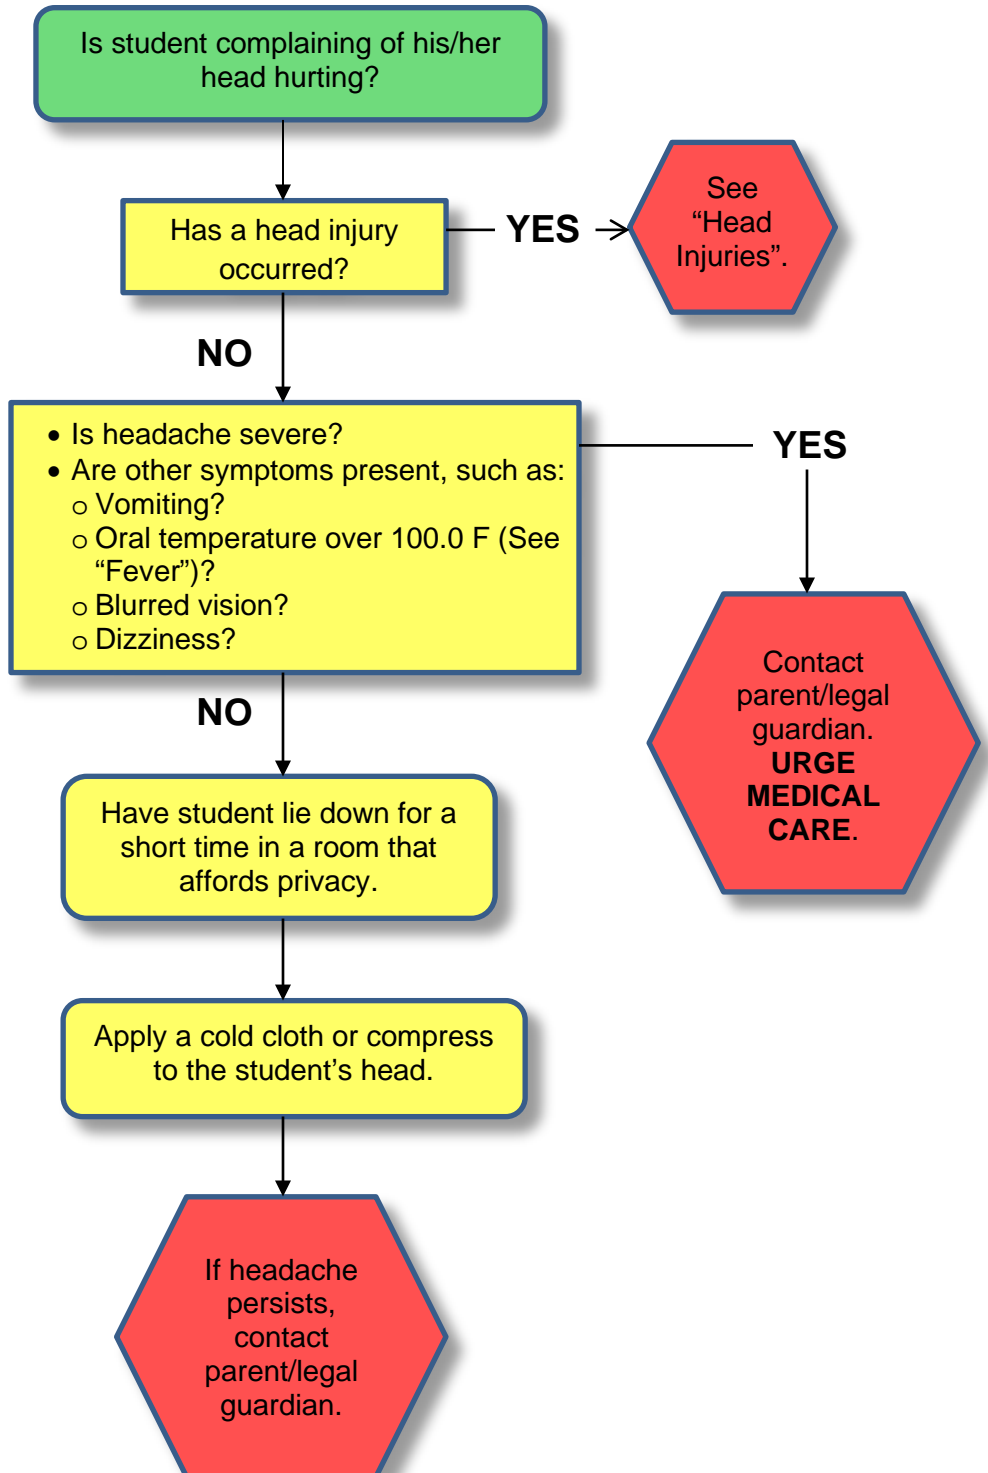 Is student complaining of his/her
head hurting?
Has a head injury
occurred?
YES
See
“Head
Injuries”.
NO
• Is headache severe?
• Are other symptoms present, such as:
o Vomiting?
o Oral temperature over 100.0 F (See
“Fever”)?
o Blurred vision?
o Dizziness?
YES
Contact
parent/legal
guardian.
URGE
MEDICAL
CARE.
NO
Have student lie down for a
short time in a room that
affords privacy.
Apply a cold cloth or compress
to the student’s head.
If headache
persists,
contact
parent/legal
guardian.